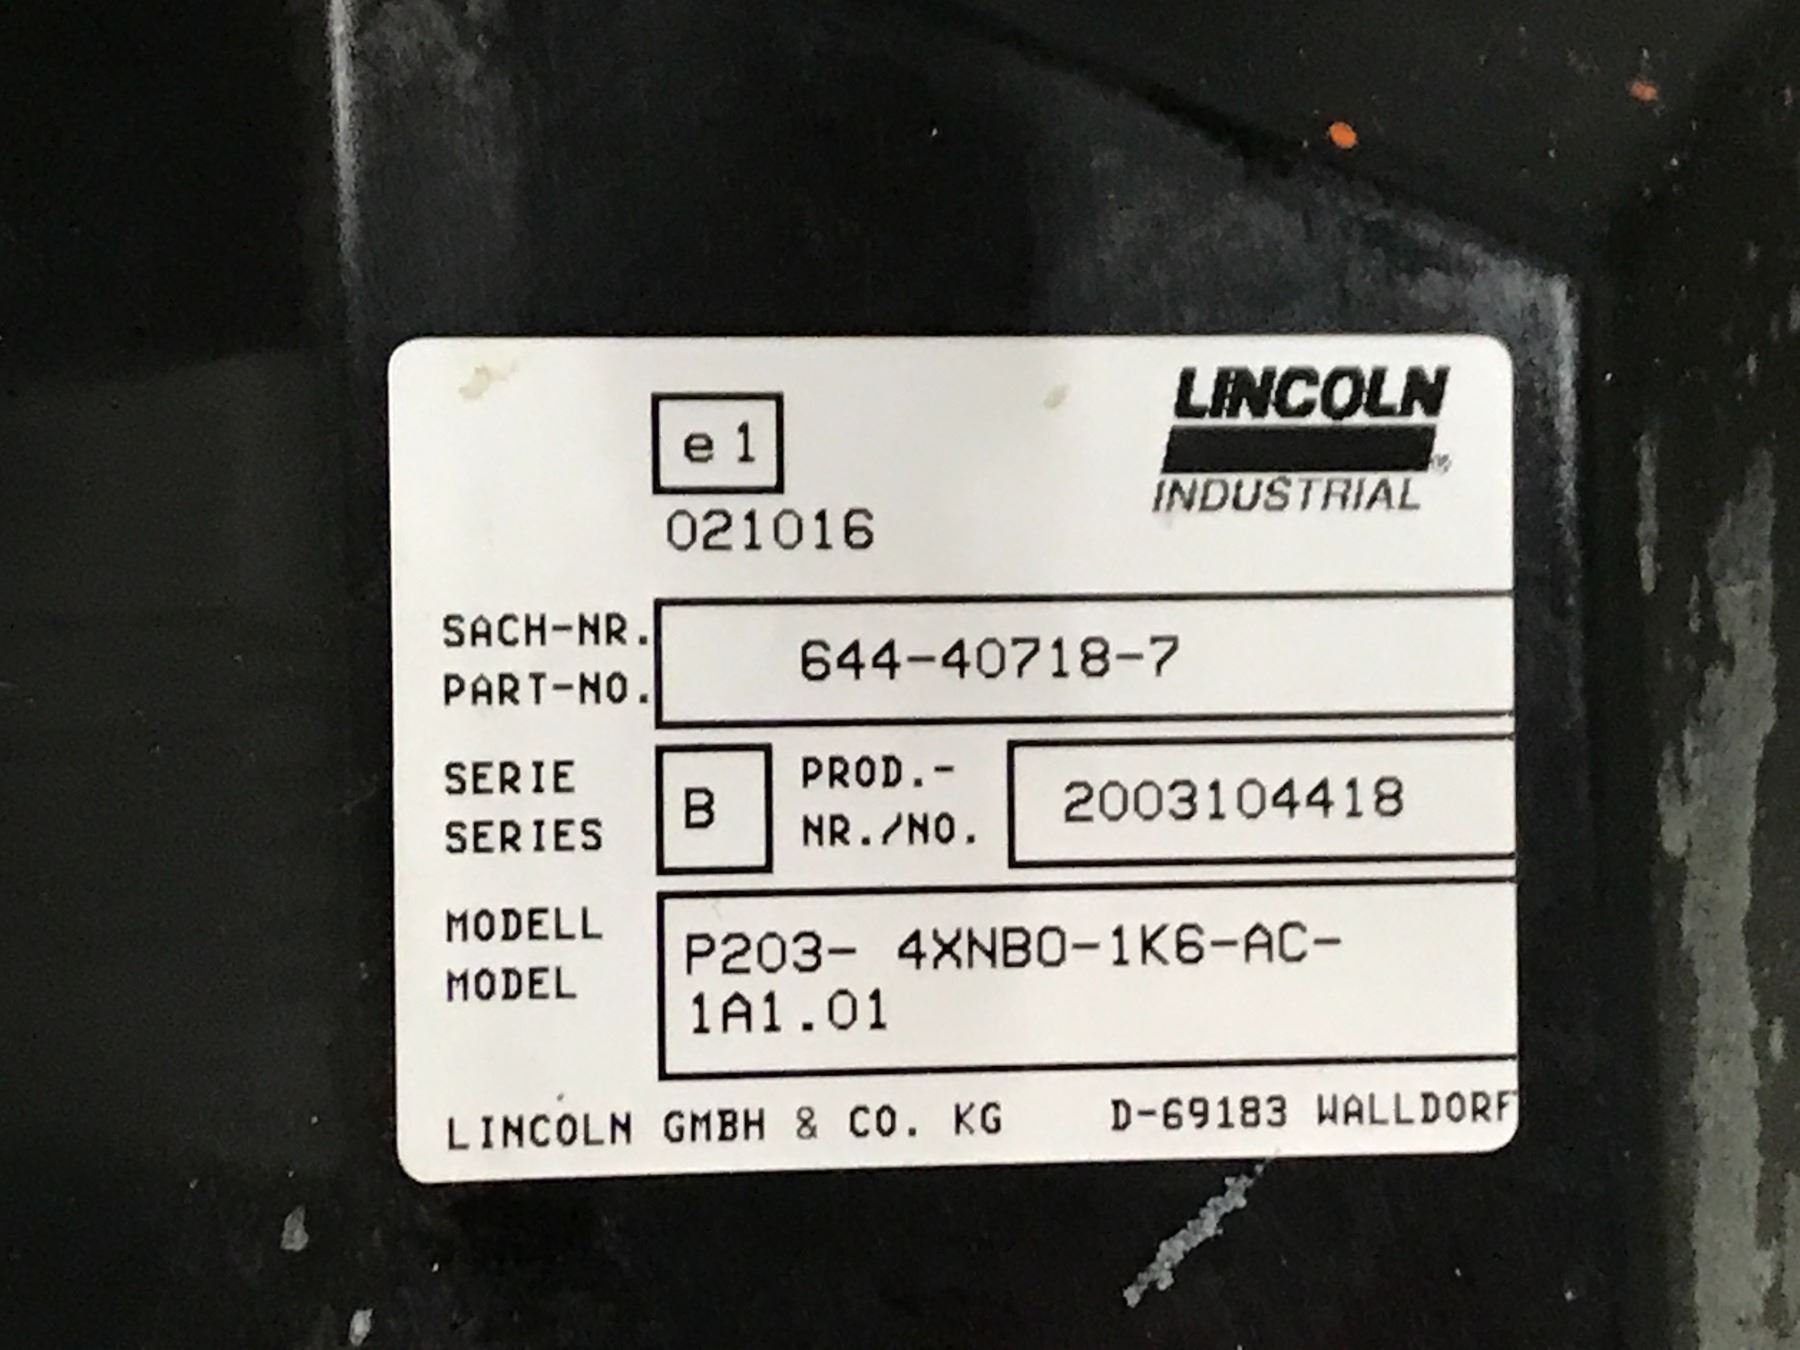 e1
LINCOLN
INDUSTRIAL
021016
SACH-NR.
PART-NO.
644-40718-7
SERIE
SERIES
B
PROD.-
NR./NO.
2003104418
MODELL
MODEL
P203- 4XNBO-1K6-AC-
1A1.01
LINCOLN GMBH & CO. KG D-69183 WALLDORF